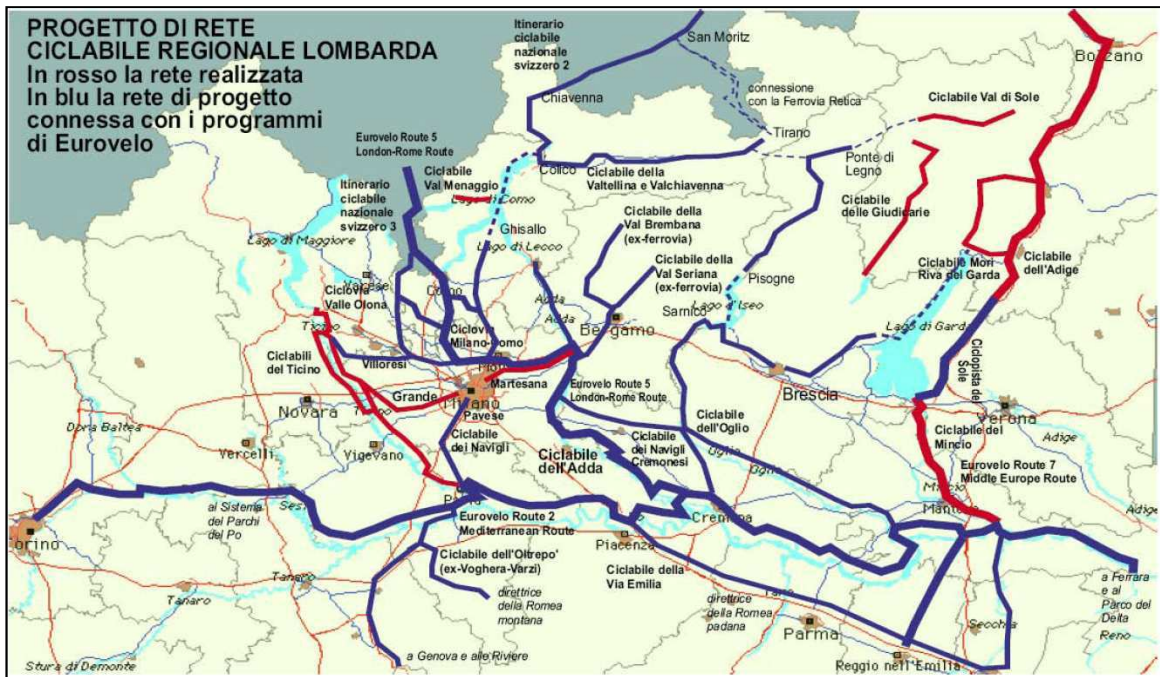 PROGETTO DI RETE
CICLABILE REGIONALE LOMBARDA
In rosso la rete realizzata
In blu la rete di progetto
connessa con i programmi
di Eurovelo
Itinerario
ciclabile
nazionale
svizzero 2
San Moritz
Bolzano
Chiavenna
connessione
con la Ferrovia Retica
Ciclabile Val di Sole
Tirano
Eurovelo Route 5
London-Rome Route
Ciclabile
Val Menaggio
Colico
Ciclabile della
Valtellina e Valchiavenna
Ponte di
Legno
Itinerario
ciclabile
nazionale
svizzero 3
Lago di Como
Ciclabile
delle Giudicarie
Ghisallo
Ciclabile della
Val Brembana
(ex-ferrovia)
Lago di Maggiore
Lago di Lecco
Ciclabile della
Val Seriana
(ex-ferrovia)
Ciclabile Mori
Riva del Garda
Ciclabile
dell'Adige
Pisogne
Varese
Como
Ciclovia
Valle Olona
Adda
Adda
Lago d'Iseo
Sarnico
Bergamo
Lago di Garda
Ticino
Ciclovia
Milano-Como
Villoresi
Ciclabili
del Ticino
Martesana
Eurovelo Route 5
London-Rome Route
Brescia
Ciclopista del
Sole
Grande
Milano
Pavese
Novara
Ticino
Verona
Dora Baltea
Ciclabile
dell'Oglio
Ciclabile del
Mincio
Adige
Vercelli
Vigevano
Ciclabile
dei Navigli
Ciclabile
dell'Adda
Ciclabile
dei Navigli
Cremonesi
Oglio
Oglio
Eurovelo Route 7
Middle Europe Route
Mincio
Mantova
Sesia
Pavia
Cremona
Adige
al Sistema
dei Parchi
del Po
Torino
Eurovelo Route 2
Mediterranean Route
Piacenza
Ciclabile dell'Oltrepo'
(ex-Voghera-Varzi)
Ciclabile della
Via Emilia
Tanaro
Tanaro
direttrice
della Romea
montana
direttrice
della Romea
padana
Taro
Parma
Secchia
a Ferrara
e al
Parco del
Delta
Reno
Stura di Demonte
a Genova e alle Riviere
Reggio nell'Emilia